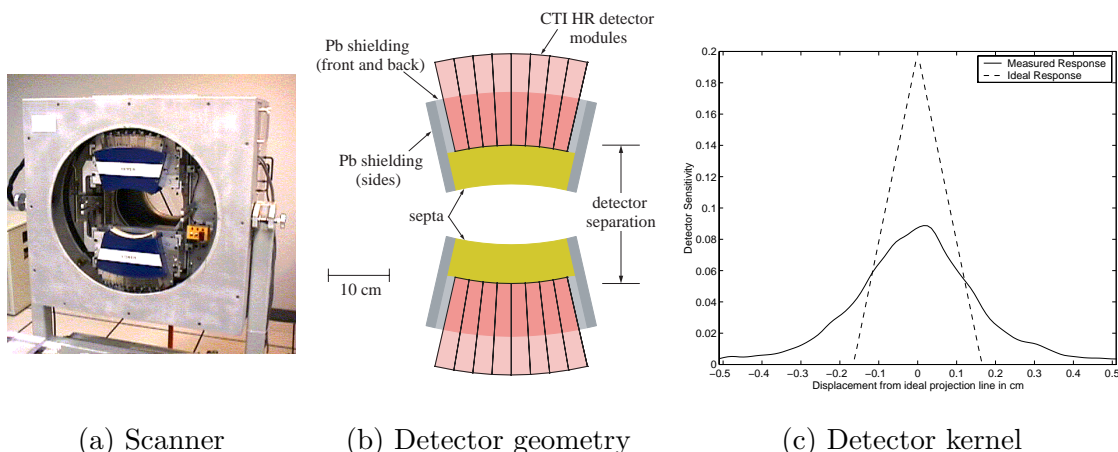 CTI HR detector
modules
Pb shielding
(front and back)
Pb shielding
(sides)
septa
detector
separation
10 cm
0.2
0.18
0.16
0.14
0.12
0.1
0.08
0.06
0.04
0.02
0
Detector Sensitivity
Measured Response
Ideal Response
−0.5 −0.4 −0.3 −0.2 −0.1 0 0.1 0.2 0.3 0.4 0.5
Displacement from ideal projection line in cm
(a) Scanner
(b) Detector geometry
(c) Detector kernel